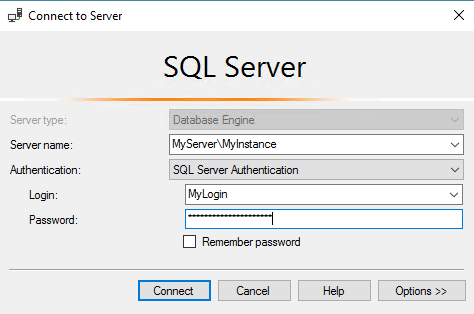 Connect to Server
SQL Server
Server type: Database Engine
Server name: MyServer\MyInstance
Authentication: SQL Server Authentication
Login: MyLogin
Password: *********************
Remember password
Connect Cancel Help Options >>